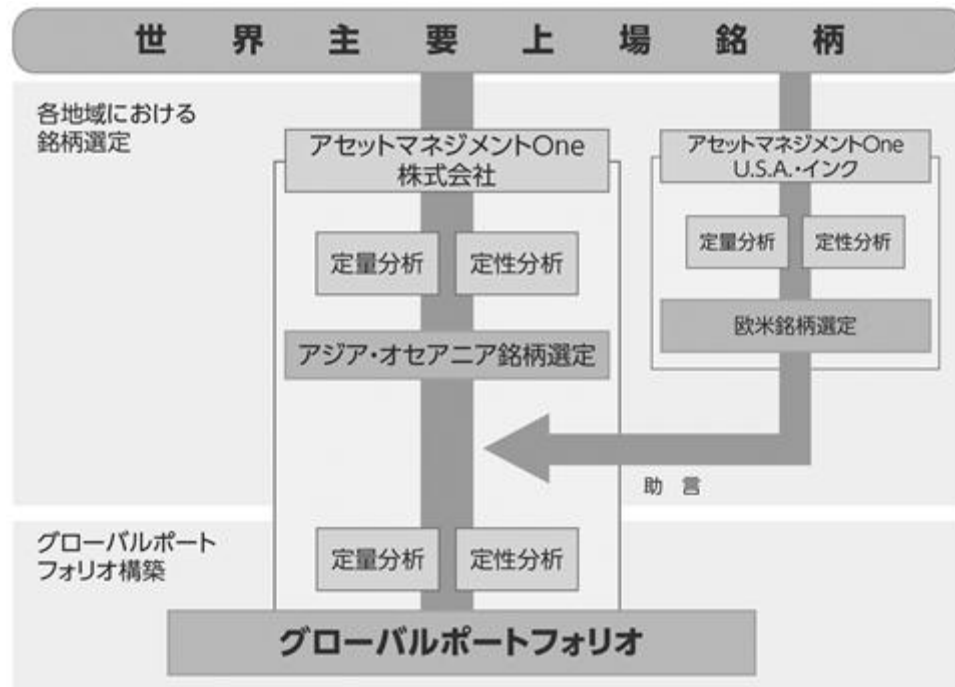 世界主要上場銘柄
各地域における
銘柄選定
アセットマネジメントOne
株式会社
定量分析
定性分析
アジア・オセアニア銘柄選定
アセットマネジメントOne
U.S.A.・インク
定量分析
定性分析
欧米銘柄選定
助言
グローバルポート
フォリオ構築
定量分析
定性分析
グローバルポートフォリオ